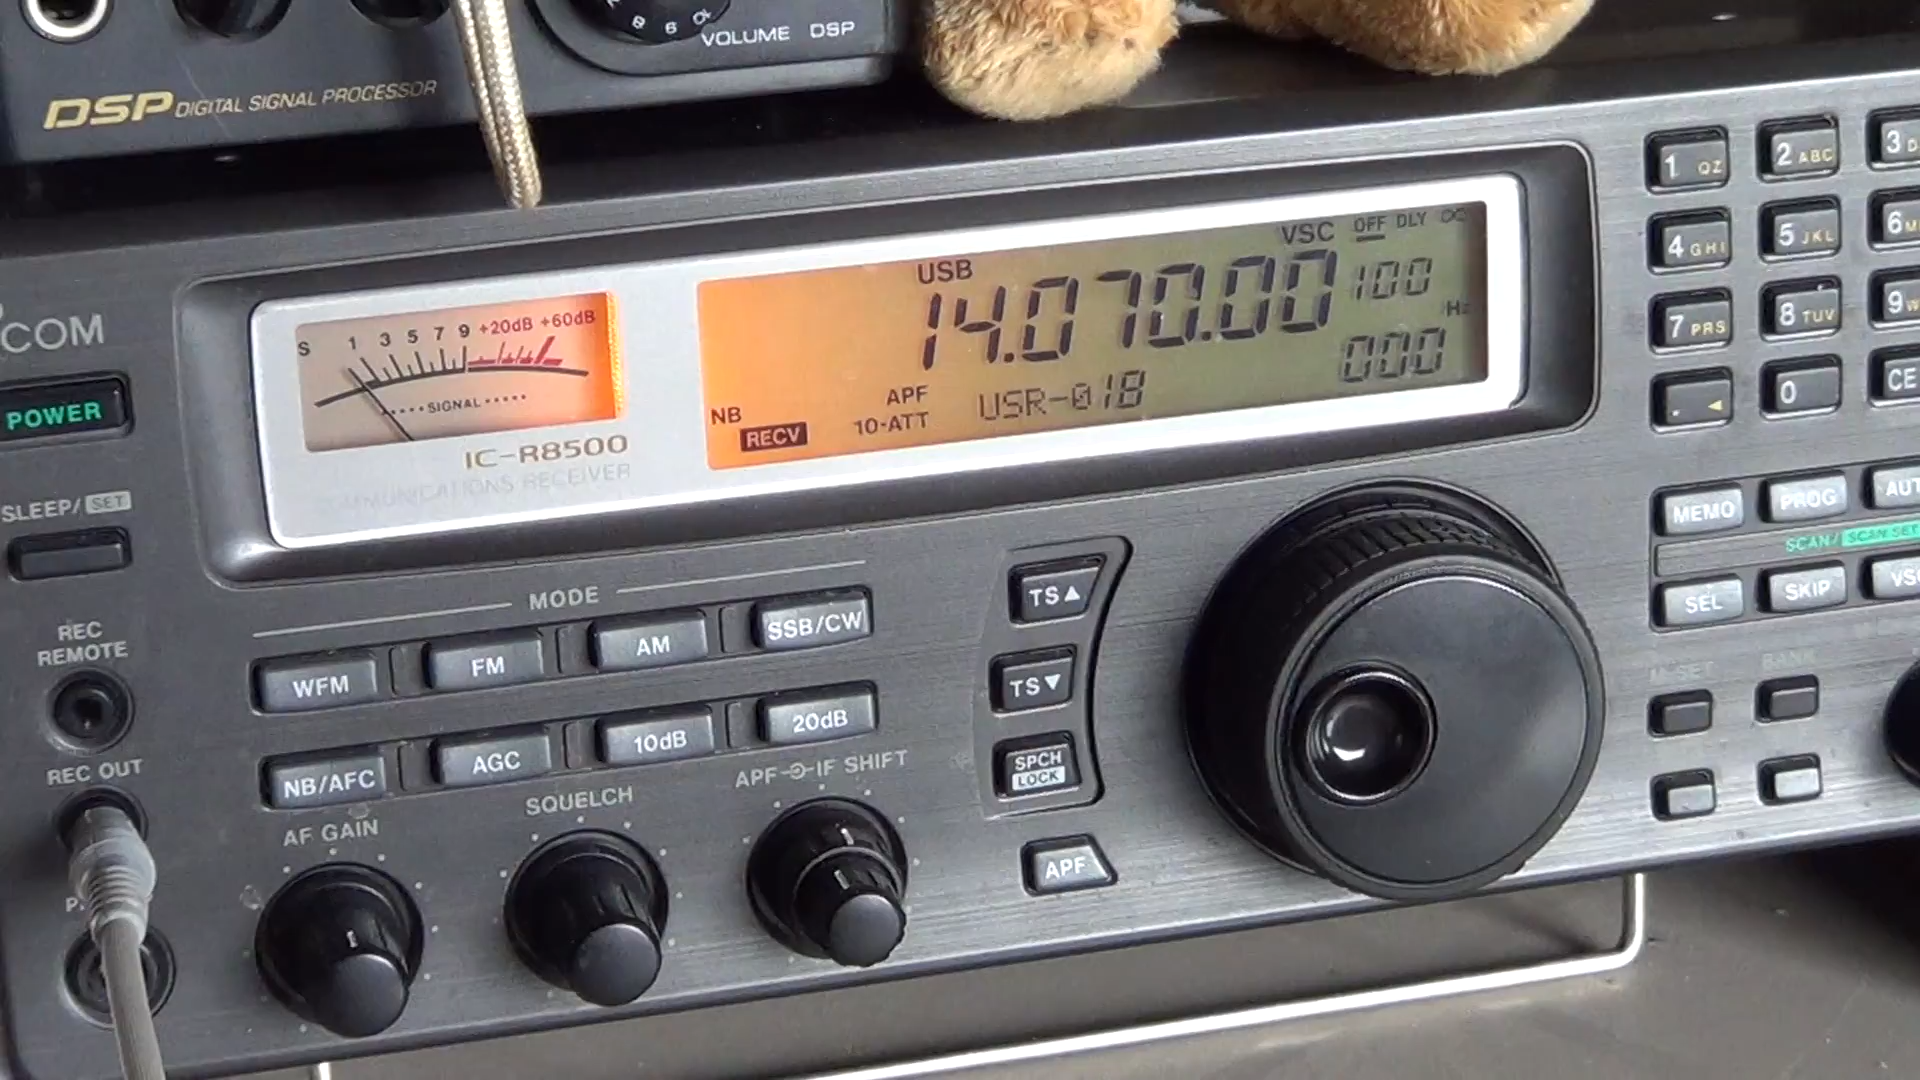 8 6 VOLUME DSP
DSP DIGITAL SIGNAL PROCESSOR
COM
POWER
SLEEP/SET
REC
REMOTE
REC OUT
S 1 3 5 7 9 +20dB +60dB
SIGNAL
IC-R8500
COMMUNICATIONS RECEIVER
VSC OFF DLY
USB
14.070.00 100
Hz
000
APF
NB
RECV
10-ATT
USR-018
MODE
WFM FM AM SSB/CW
NB/AFC AGC 10dB 20dB
AF GAIN
SQUELCH
APF IF SHIFT
TS▲
TS▼
SPCH
LOCK
APF
1 QZ 2 ABC 3
4 GHI 5 JKL 6
7 PRS 8 TUV 9
. ◄ 0 CE
MEMO PROG AUT
SCAN/SCAN SET
SEL SKIP VSC
M-SET BANK